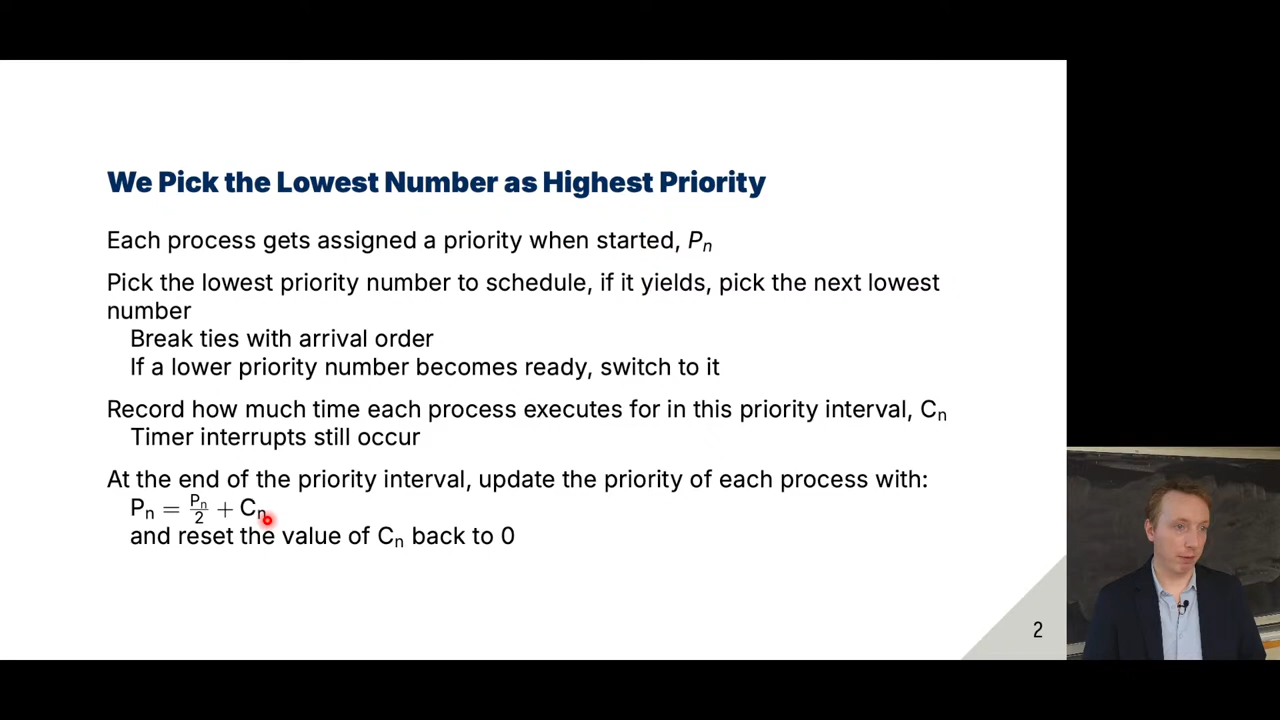 We Pick the Lowest Number as Highest Priority
Each process gets assigned a priority when started, Pₙ
Pick the lowest priority number to schedule, if it yields, pick the next lowest
number
Break ties with arrival order
If a lower priority number becomes ready, switch to it
Record how much time each process executes for in this priority interval, Cₙ
Timer interrupts still occur
At the end of the priority interval, update the priority of each process with:
Pₙ = Pₙ/2 + Cₙ
and reset the value of Cₙ back to 0
2